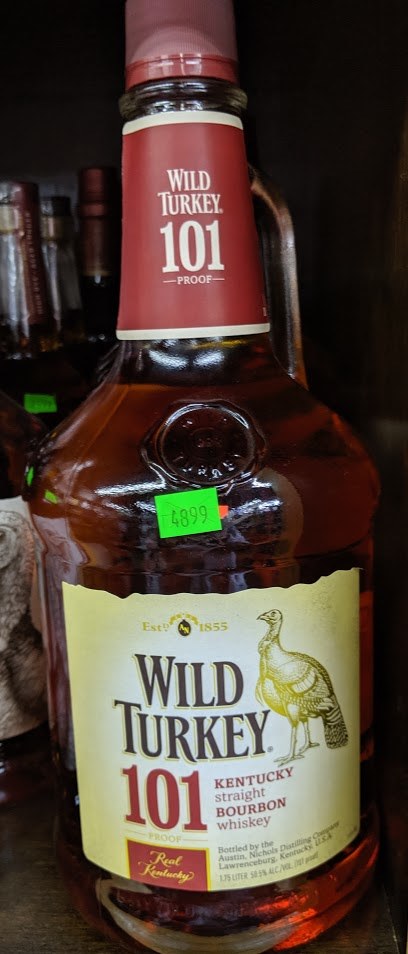 WILD
TURKEY
101
PROOF
4899
Estd 1855
WILD
TURKEY®
101
PROOF
KENTUCKY
straight
BOURBON
whiskey
Real
Kentucky
Bottled by the
Austin, Nichols Distilling Company
Lawrenceburg, Kentucky, U.S.A.
1.75 LITER 50.5% ALC./VOL. (101 proof)